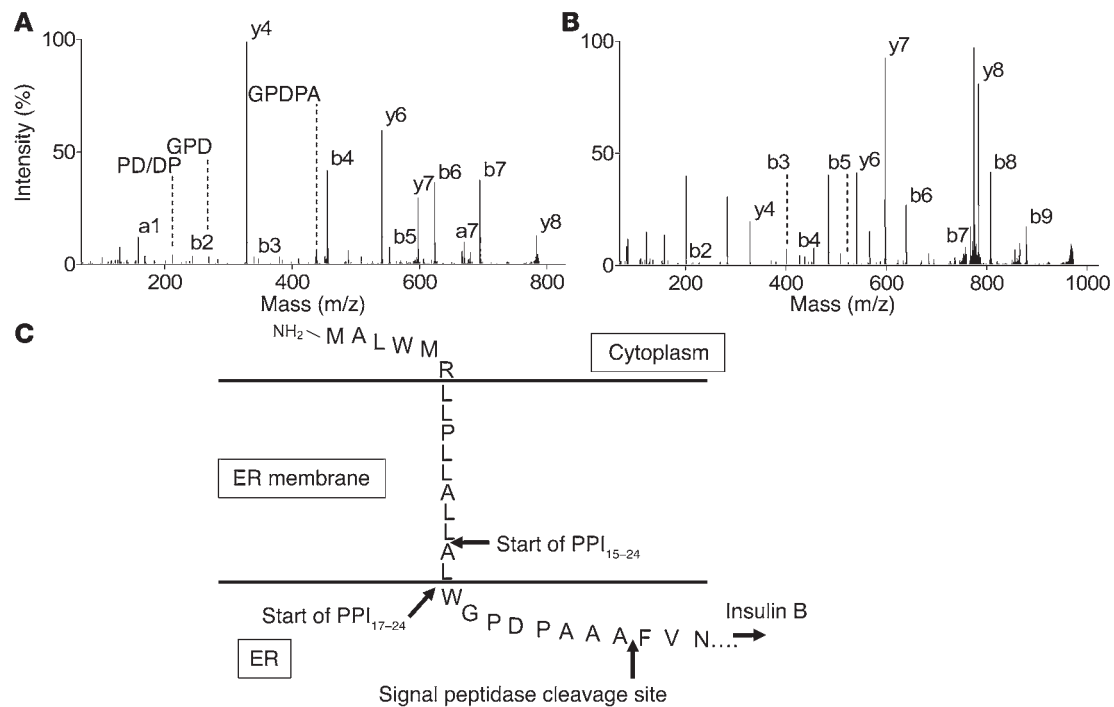 A
B
100
50
0
Intensity (%)
y4
GPDPA
GPD
PD/DP
a1
b2
b3
b4
y6
b5
y7
b6
a7
b7
y8
200
400
600
800
Mass (m/z)
100
50
0
y7
y8
b3
b5
y6
b8
y4
b6
b2
b4
b7
b9
200
400
600
800
1000
Mass (m/z)
C
NH₂ M A L W M
Cytoplasm
R
L
L
P
L
L
A
L
L
A
L
ER membrane
Start of PPI₁₅₋₂₄
Start of PPI₁₇₋₂₄
W G P D P A A A F V N....
Insulin B
ER
Signal peptidase cleavage site